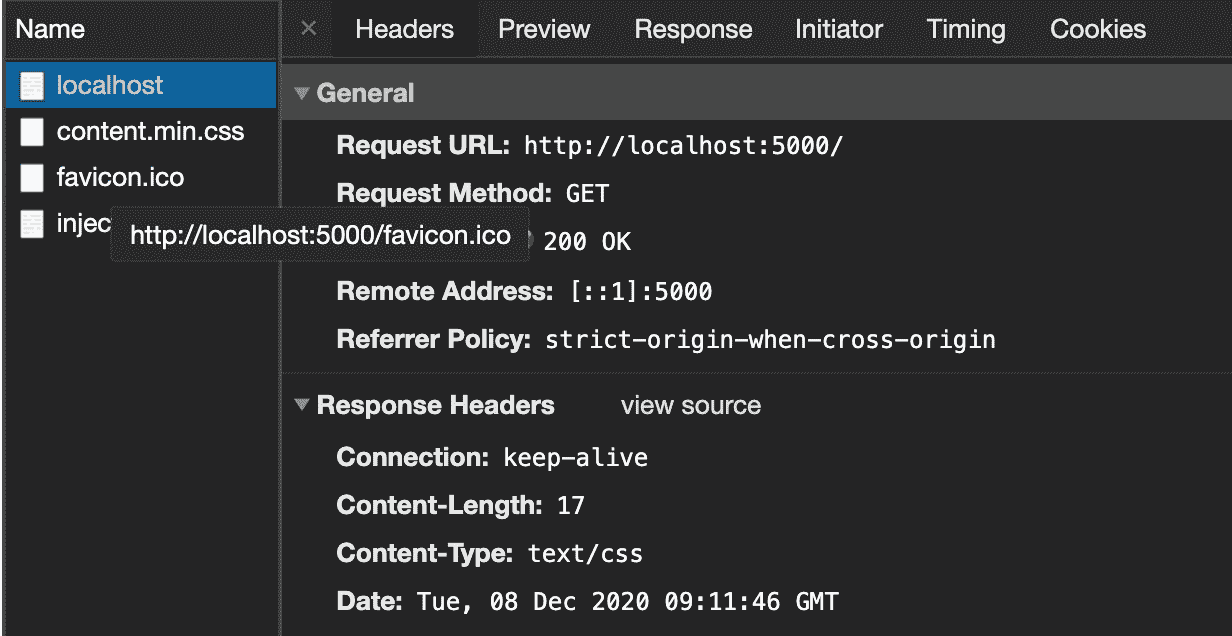 Name
Headers Preview Response Initiator Timing Cookies
localhost
content.min.css
favicon.ico
injec
http://localhost:5000/favicon.ico
General
Request URL: http://localhost:5000/
Request Method: GET
200 OK
Remote Address: [::1]:5000
Referrer Policy: strict-origin-when-cross-origin
Response Headers view source
Connection: keep-alive
Content-Length: 17
Content-Type: text/css
Date: Tue, 08 Dec 2020 09:11:46 GMT